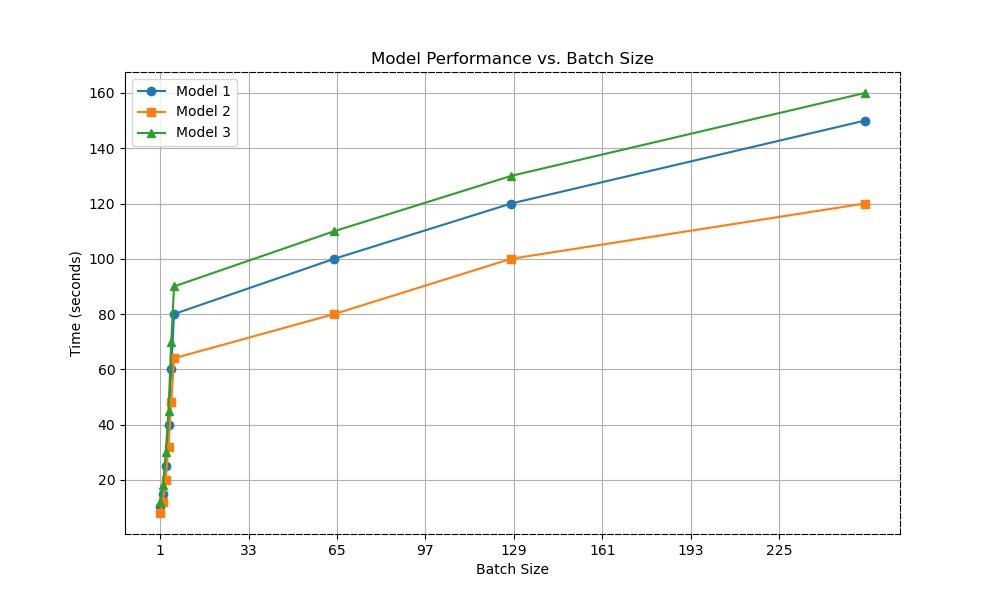 Model Performance vs. Batch Size
Model 1
Model 2
Model 3
160
140
120
100
80
60
40
20
Time (seconds)
1 33 65 97 129 161 193 225
Batch Size